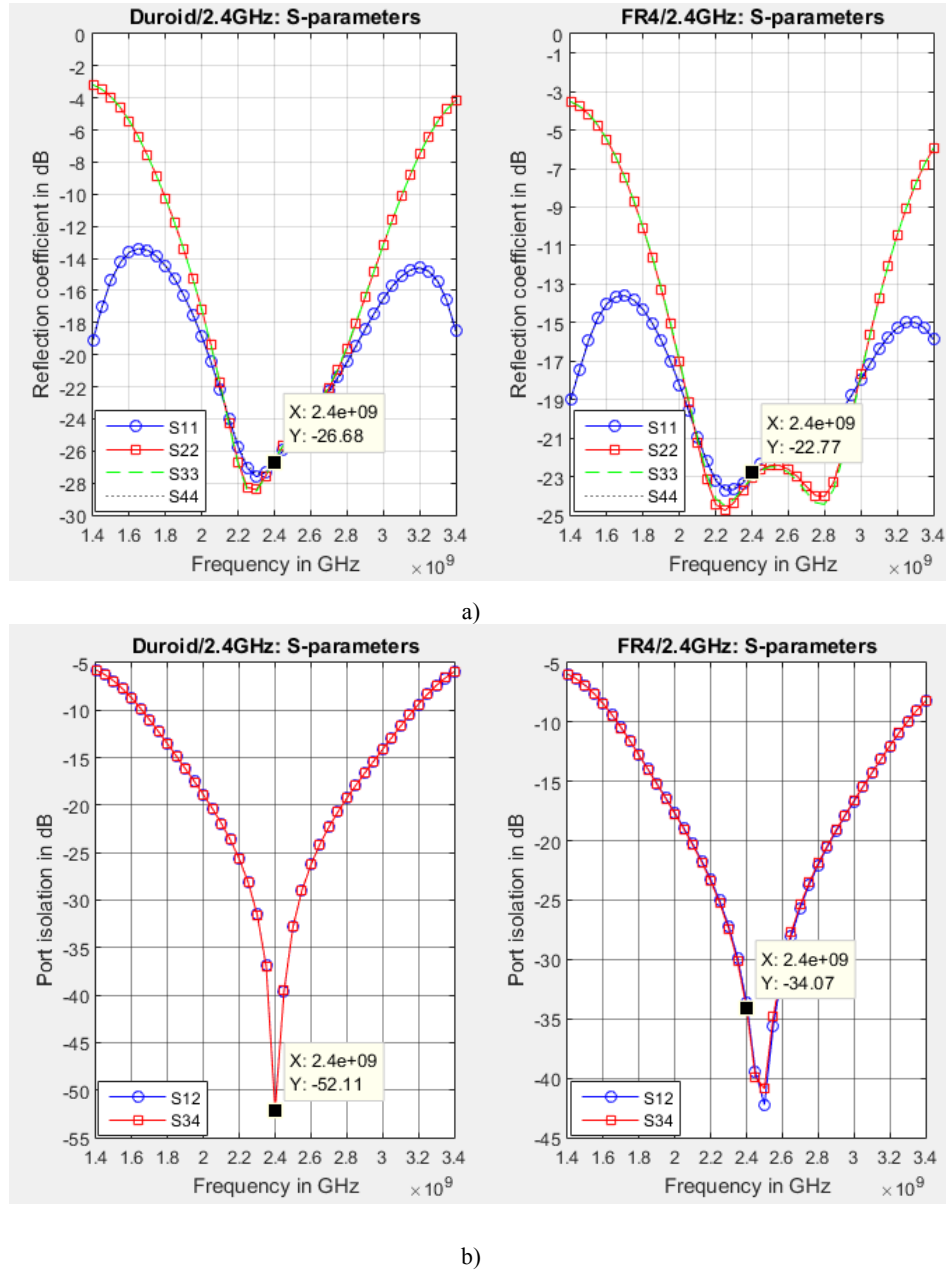 Duroid/2.4GHz: S-parameters
Reflection coefficient in dB
0
-2
-4
-6
-8
-10
-12
-14
-16
-18
-20
-22
-24
-26
-28
-30
X: 2.4e+09
Y: -26.68
S11
S22
S33
S44
1.4 1.6 1.8 2 2.2 2.4 2.6 2.8 3 3.2 3.4
Frequency in GHz
× 10^9
FR4/2.4GHz: S-parameters
Reflection coefficient in dB
0
-3
-5
-7
-9
-11
-13
-15
-17
-19
-21
-23
-25
X: 2.4e+09
Y: -22.77
S11
S22
S33
S44
1.4 1.6 1.8 2 2.2 2.4 2.6 2.8 3 3.2 3.4
Frequency in GHz
× 10^9
a)
Duroid/2.4GHz: S-parameters
Port isolation in dB
-5
-10
-15
-20
-25
-30
-35
-40
-45
-50
-55
X: 2.4e+09
Y: -52.11
S12
S34
1.4 1.6 1.8 2 2.2 2.4 2.6 2.8 3 3.2 3.4
Frequency in GHz
× 10^9
FR4/2.4GHz: S-parameters
Port isolation in dB
-5
-10
-15
-20
-25
-30
-35
-40
-45
X: 2.4e+09
Y: -34.07
S12
S34
1.4 1.6 1.8 2 2.2 2.4 2.6 2.8 3 3.2 3.4
Frequency in GHz
× 10^9
b)